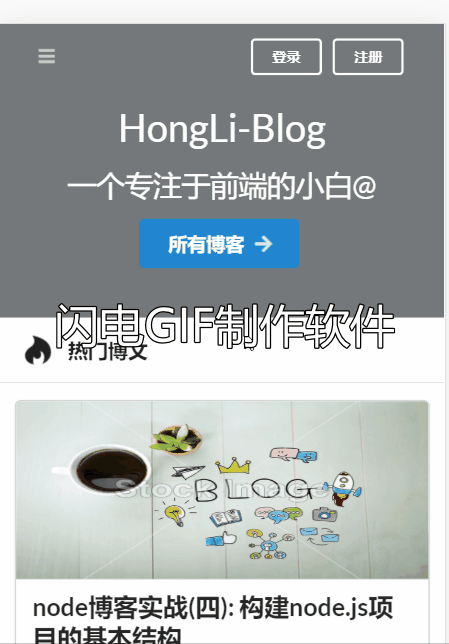 登录 注册
HongLi-Blog
一个专注于前端的小白@
所有博客
闪电GIF制作软件
热门博文
BLOG
Stock Image
node博客实战(四): 构建node.js项
目的基本结构